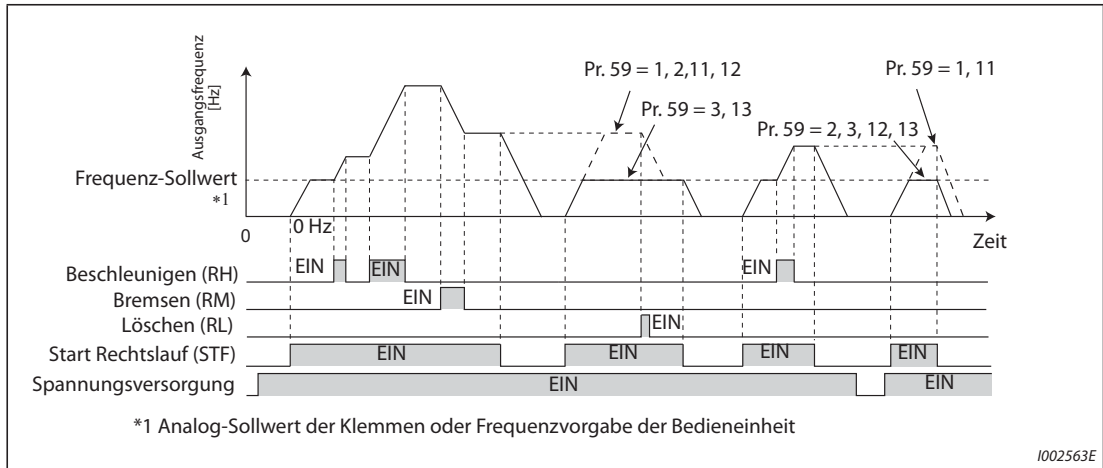 Ausgangsfrequenz
[Hz]
Pr. 59 = 1, 2,11, 12
Pr. 59 = 3, 13
Pr. 59 = 1, 11
Pr. 59 = 2, 3, 12, 13
Frequenz-Sollwert
*1
0 Hz
0
Zeit
Beschleunigen (RH)
EIN
EIN
EIN
Bremsen (RM)
EIN
Löschen (RL)
EIN
Start Rechtslauf (STF)
EIN
EIN
EIN
EIN
Spannungsversorgung
EIN
EIN
*1 Analog-Sollwert der Klemmen oder Frequenzvorgabe der Bedieneinheit
I002563E